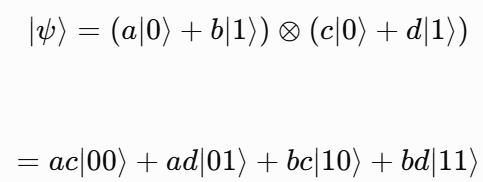 |ψ⟩ = (a|0⟩ + b|1⟩) ⊗ (c|0⟩ + d|1⟩)
= ac|00⟩ + ad|01⟩ + bc|10⟩ + bd|11⟩